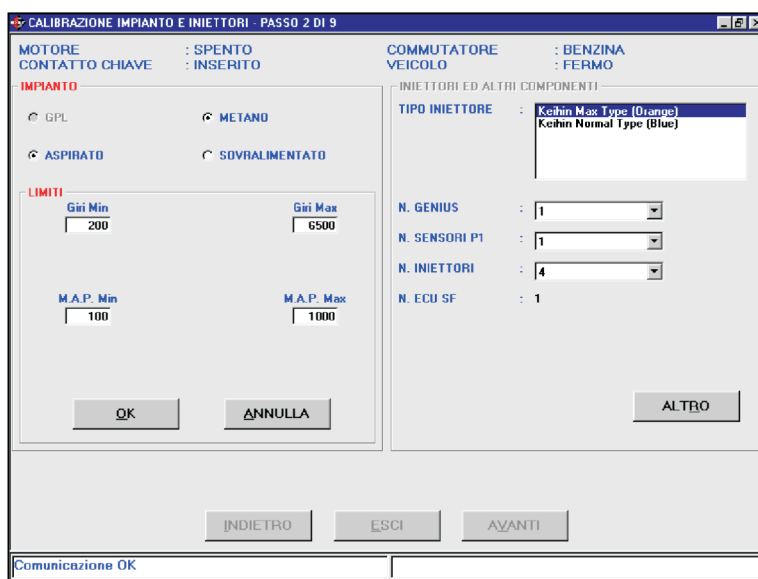 CALIBRAZIONE IMPIANTO E INIETTORI - PASSO 2 DI 9
MOTORE : SPENTO COMMUTATORE : BENZINA
CONTATTO CHIAVE : INSERITO VEICOLO : FERMO
IMPIANTO
GPL METANO
ASPIRATO SOVRALIMENTATO
LIMITI
Giri Min Giri Max
200 6500
M.A.P. Min M.A.P. Max
100 1000
OK ANNULLA
INIETTORI ED ALTRI COMPONENTI
TIPO INIETTORE : Keihin Max Type (Orange)
Keihin Normal Type (Blue)
N. GENIUS : 1
N. SENSORI P1 : 1
N. INIETTORI : 4
N. ECU SF : 1
ALTRO
INDIETRO ESCI AVANTI
Comunicazione OK